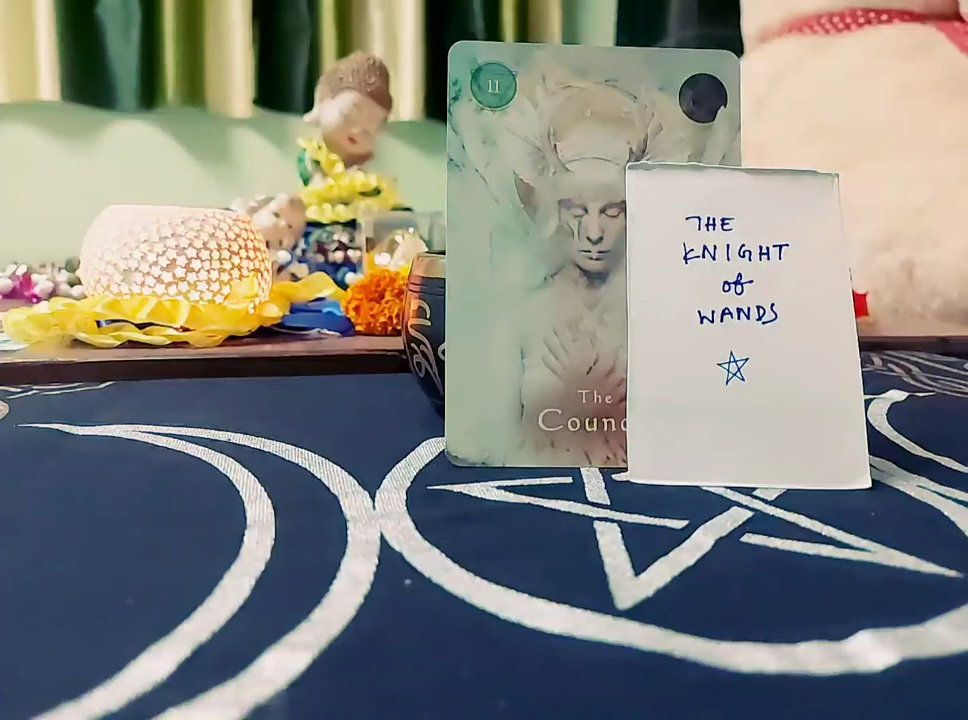 11
The
Counc
THE
KNIGHT
of
WANDS